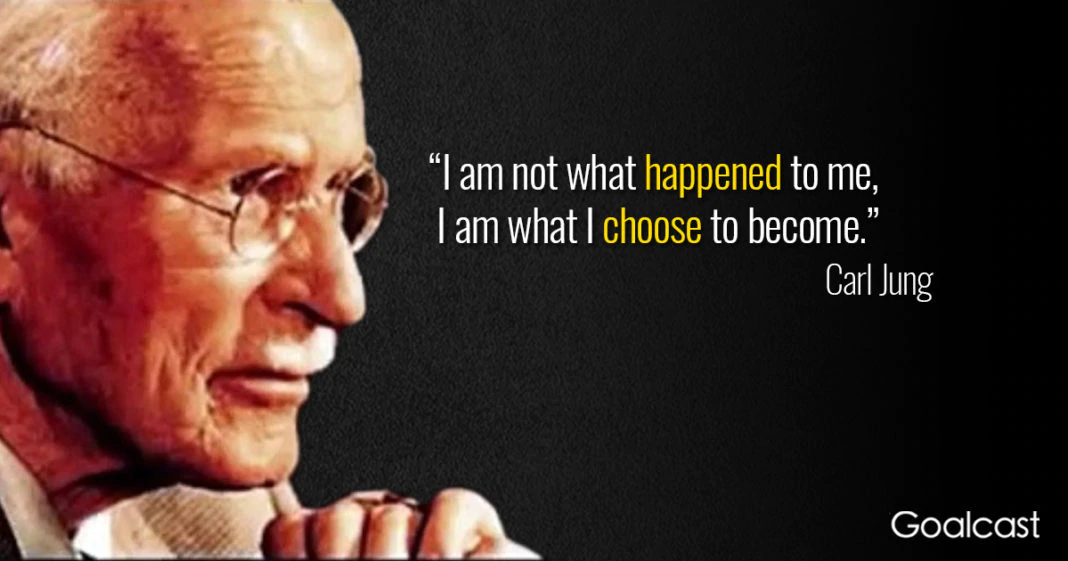 “I am not what happened to me,
I am what I choose to become.”
Carl Jung
Goalcast